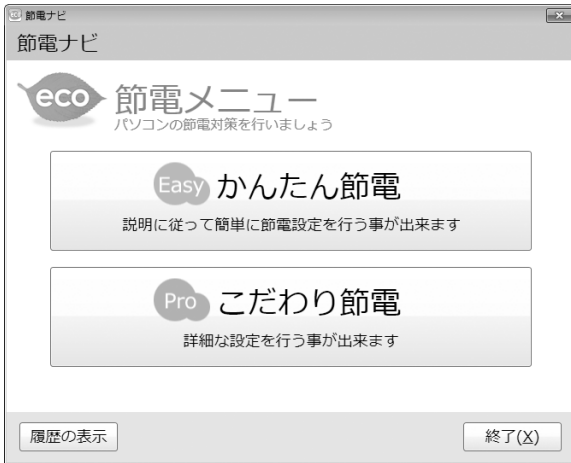 節電ナビ
節電ナビ
eco 節電メニュー
パソコンの節電対策を行いましょう
Easy かんたん節電
説明に従って簡単に節電設定を行う事が出来ます
Pro こだわり節電
詳細な設定を行う事が出来ます
履歴の表示 終了(X)